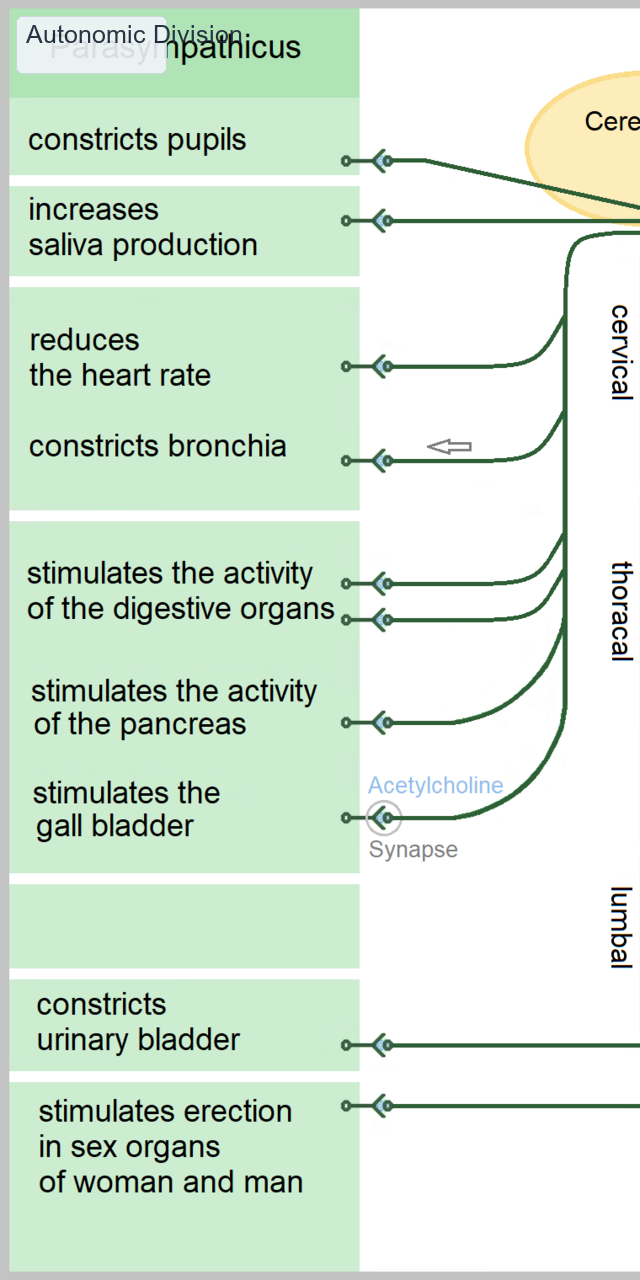 Autonomic Division
Parasympathicus
constricts pupils
Cere
increases
saliva production
cervical
reduces
the heart rate
constricts bronchia
thoracal
stimulates the activity
of the digestive organs
stimulates the activity
of the pancreas
stimulates the
gall bladder
Acetylcholine
Synapse
lumbal
constricts
urinary bladder
stimulates erection
in sex organs
of woman and man